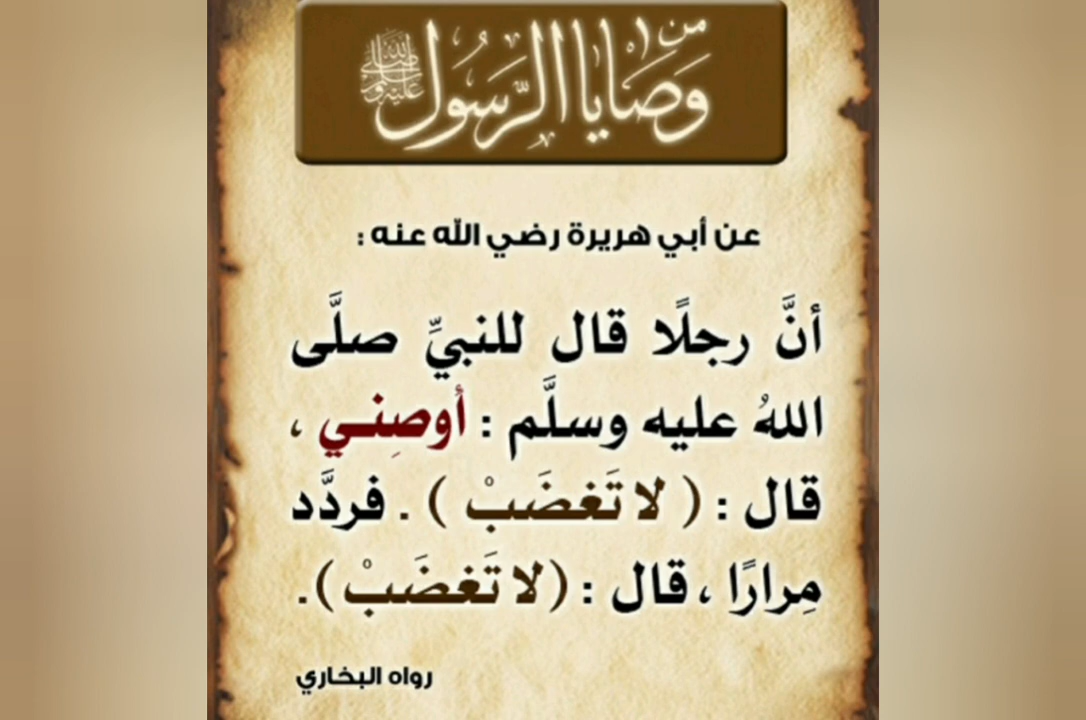 من
وصايا الرسول ﷺ
عن أبي هريرة رضي الله عنه :
أنَّ رجلًا قال للنبيِّ صلَّى
اللهُ عليه وسلَّم : أوصِني ،
قال : ( لا تَغضَبْ ) . فردَّد
مِرارًا ، قال : (لا تَغضَبْ).
رواه البخاري